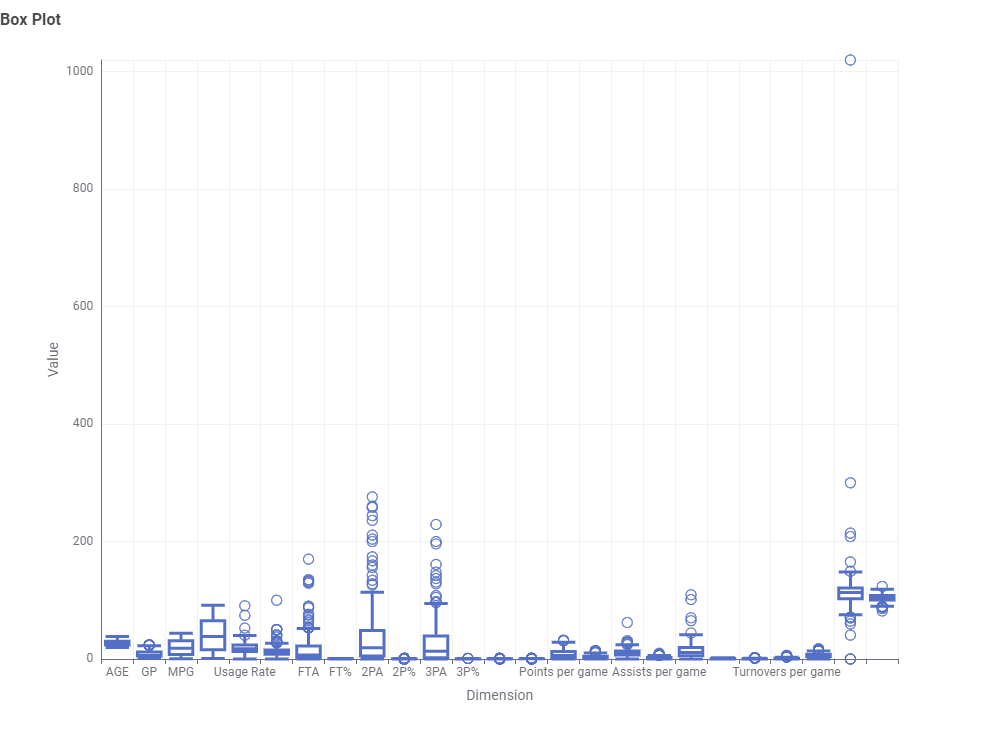 Box Plot
1000
800
600
400
200
0
Value
AGE GP MPG Usage Rate FTA FT% 2PA 2P% 3PA 3P% Points per game Assists per game Turnovers per game
Dimension